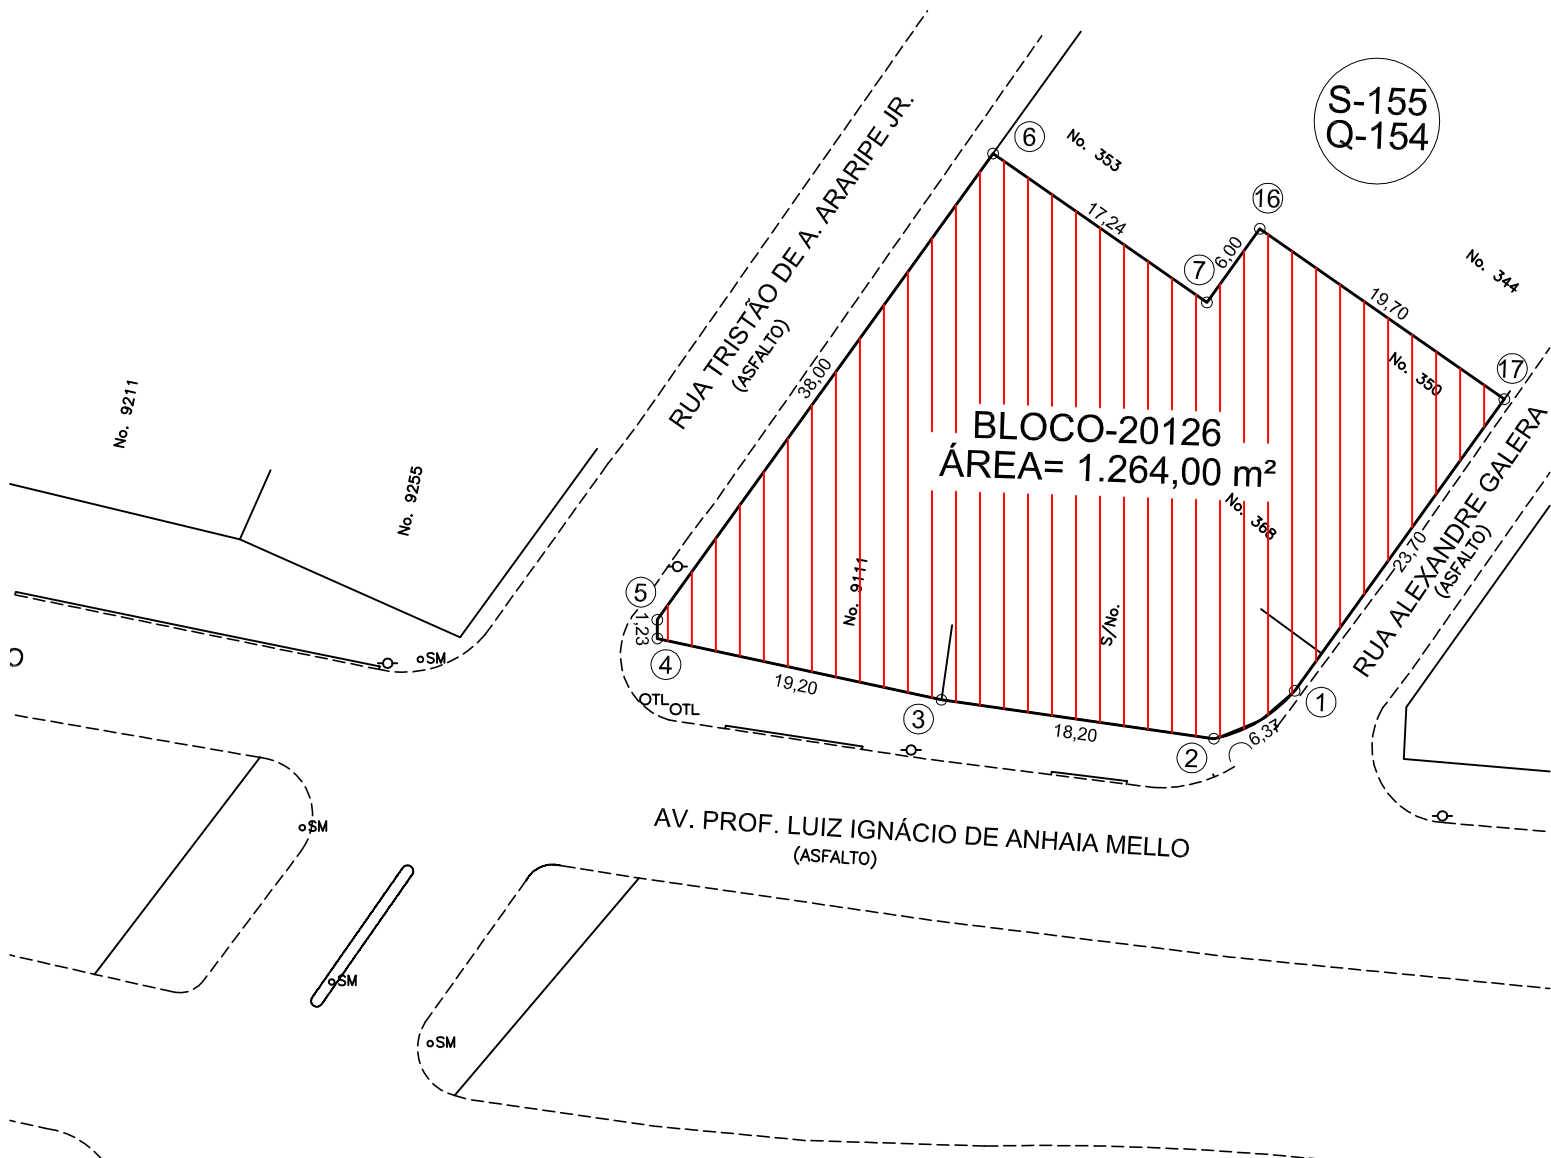 S-155
Q-154
6
No. 353
16
17,24
6,00
7
No. 344
19,70
17
No. 350
RUA TRISTÃO DE A. ARARIPE JR.
(ASFALTO)
38,00
No. 9211
No. 9255
BLOCO-20126
ÁREA= 1.264,00 m²
No. 368
RUA ALEXANDRE GALERA
(ASFALTO)
23,70
No. 9111
S/No.
5
1,23
4
SM
19,20
OTL
OTL
3
18,20
2
6,37
1
AV. PROF. LUIZ IGNÁCIO DE ANHAIA MELLO
(ASFALTO)
SM
SM
SM